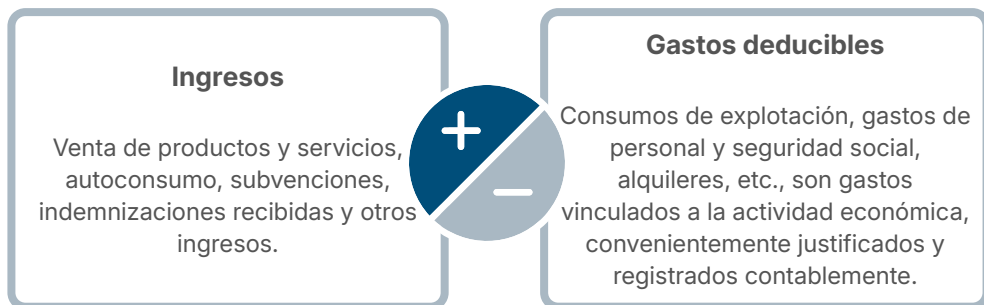 Ingresos
Venta de productos y servicios,
autoconsumo, subvenciones,
indemnizaciones recibidas y otros
ingresos.
+
−
Gastos deducibles
Consumos de explotación, gastos de
personal y seguridad social,
alquileres, etc., son gastos
vinculados a la actividad económica,
convenientemente justificados y
registrados contablemente.